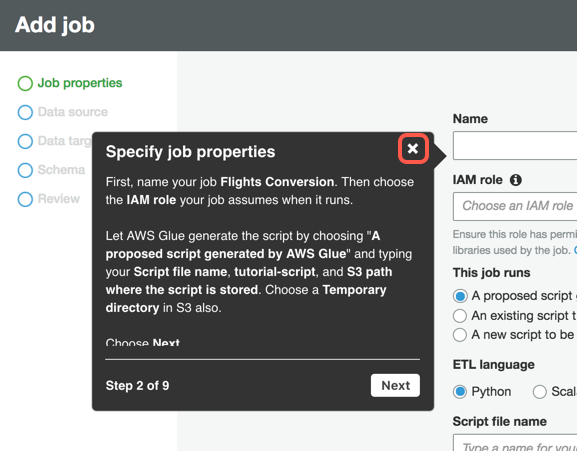 Add job
Job properties
Data source
Data targ
Schema
Review
Specify job properties
First, name your job Flights Conversion. Then choose
the IAM role your job assumes when it runs.
Let AWS Glue generate the script by choosing "A
proposed script generated by AWS Glue" and typing
your Script file name, tutorial-script, and S3 path
where the script is stored. Choose a Temporary
directory in S3 also.
Choose Next
Step 2 of 9
Next
Name
IAM role
Choose an IAM role
Ensure this role has permi
libraries used by the job.
This job runs
A proposed script
An existing script t
A new script to be
ETL language
Python
Scal
Script file name
Type a name for your